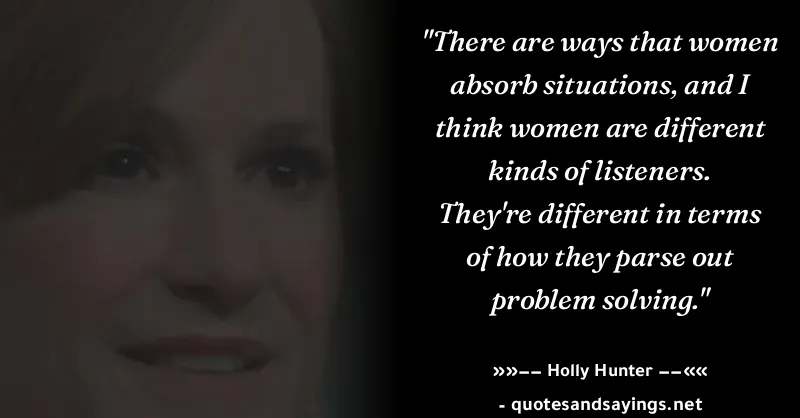 "There are ways that women
absorb situations, and I
think women are different
kinds of listeners.
They're different in terms
of how they parse out
problem solving."
»»−− Holly Hunter −−««
- quotesandsayings.net